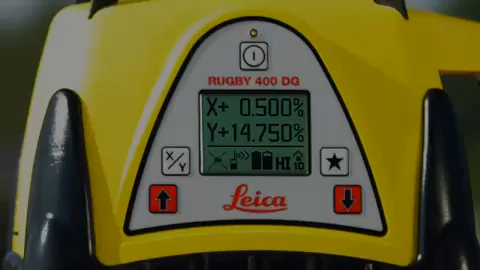 RUGBY 400 DG
X+ 0.500%
Y+14.750%
HI
X/Y
Leica